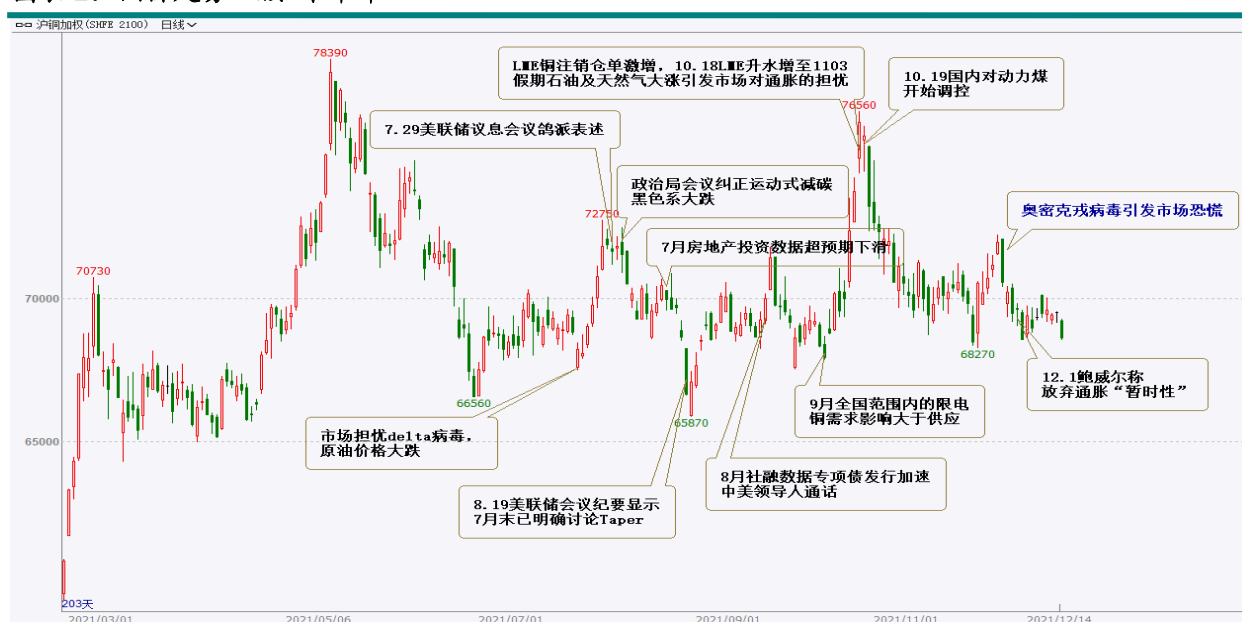 沪铜加权(SHFE 2100) 日线
78390
LME铜注销仓单激增，10.18LME升水增至1103
假期石油及天然气大涨引发市场对通胀的担忧
10.19国内对动力煤
开始调控
76560
7.29美联储议息会议鸽派表述
政治局会议纠正运动式减碳
黑色系大跌
72750
奥密克戎病毒引发市场恐慌
7月房地产投资数据超预期下滑
70730
70000
68270
12.1鲍威尔称
放弃通胀“暂时性”
66560
9月全国范围内的限电
铜需求影响大于供应
65870
市场担忧delta病毒，
原油价格大跌
65000
8月社融数据专项债发行加速
中美领导人通话
8.19美联储会议纪要显示
7月末已明确讨论Taper
203天
2021/03/01
2021/05/06
2021/07/01
2021/09/01
2021/11/01
2021/12/14